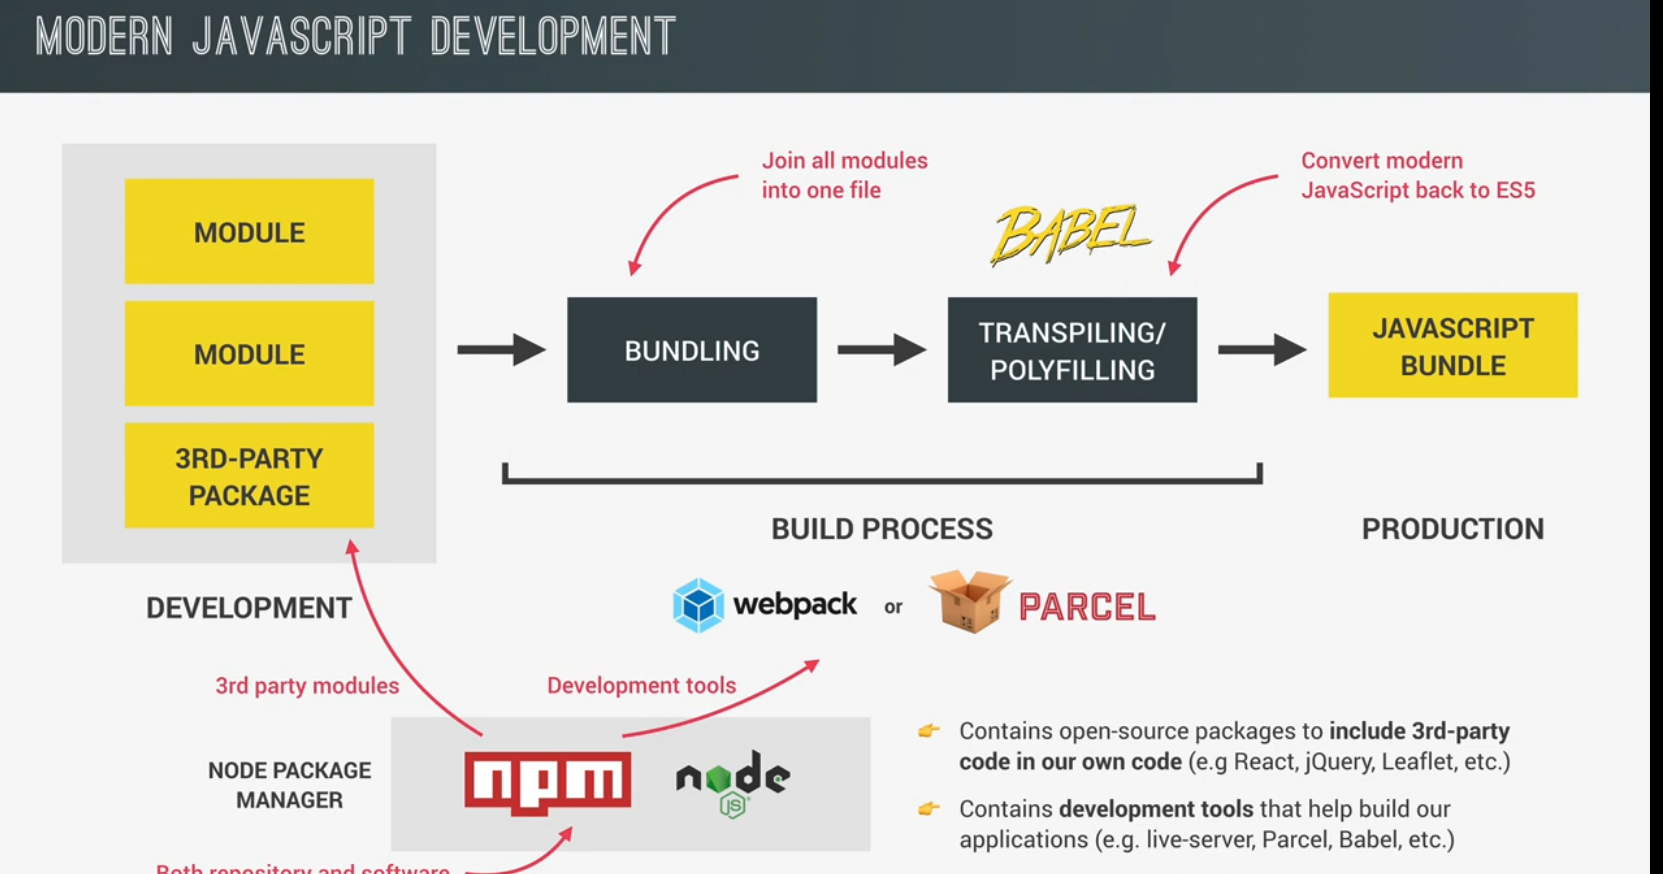 MODERN JAVASCRIPT DEVELOPMENT
MODULE
MODULE
3RD-PARTY
PACKAGE
DEVELOPMENT
Join all modules
into one file
BUNDLING
BABEL
Convert modern
JavaScript back to ES5
TRANSPILING/
POLYFILLING
JAVASCRIPT
BUNDLE
BUILD PROCESS
PRODUCTION
webpack or PARCEL
3rd party modules
Development tools
NODE PACKAGE
MANAGER
npm
node
JS
Both repository and software
Contains open-source packages to include 3rd-party
code in our own code (e.g React, jQuery, Leaflet, etc.)
Contains development tools that help build our
applications (e.g. live-server, Parcel, Babel, etc.)